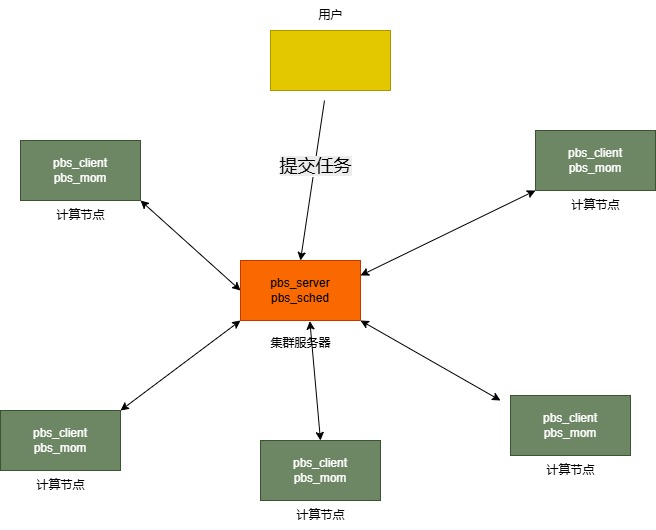 用户
提交任务
pbs_client
pbs_mom
计算节点
pbs_client
pbs_mom
计算节点
pbs_server
pbs_sched
集群服务器
pbs_client
pbs_mom
计算节点
pbs_client
pbs_mom
计算节点
pbs_client
pbs_mom
计算节点